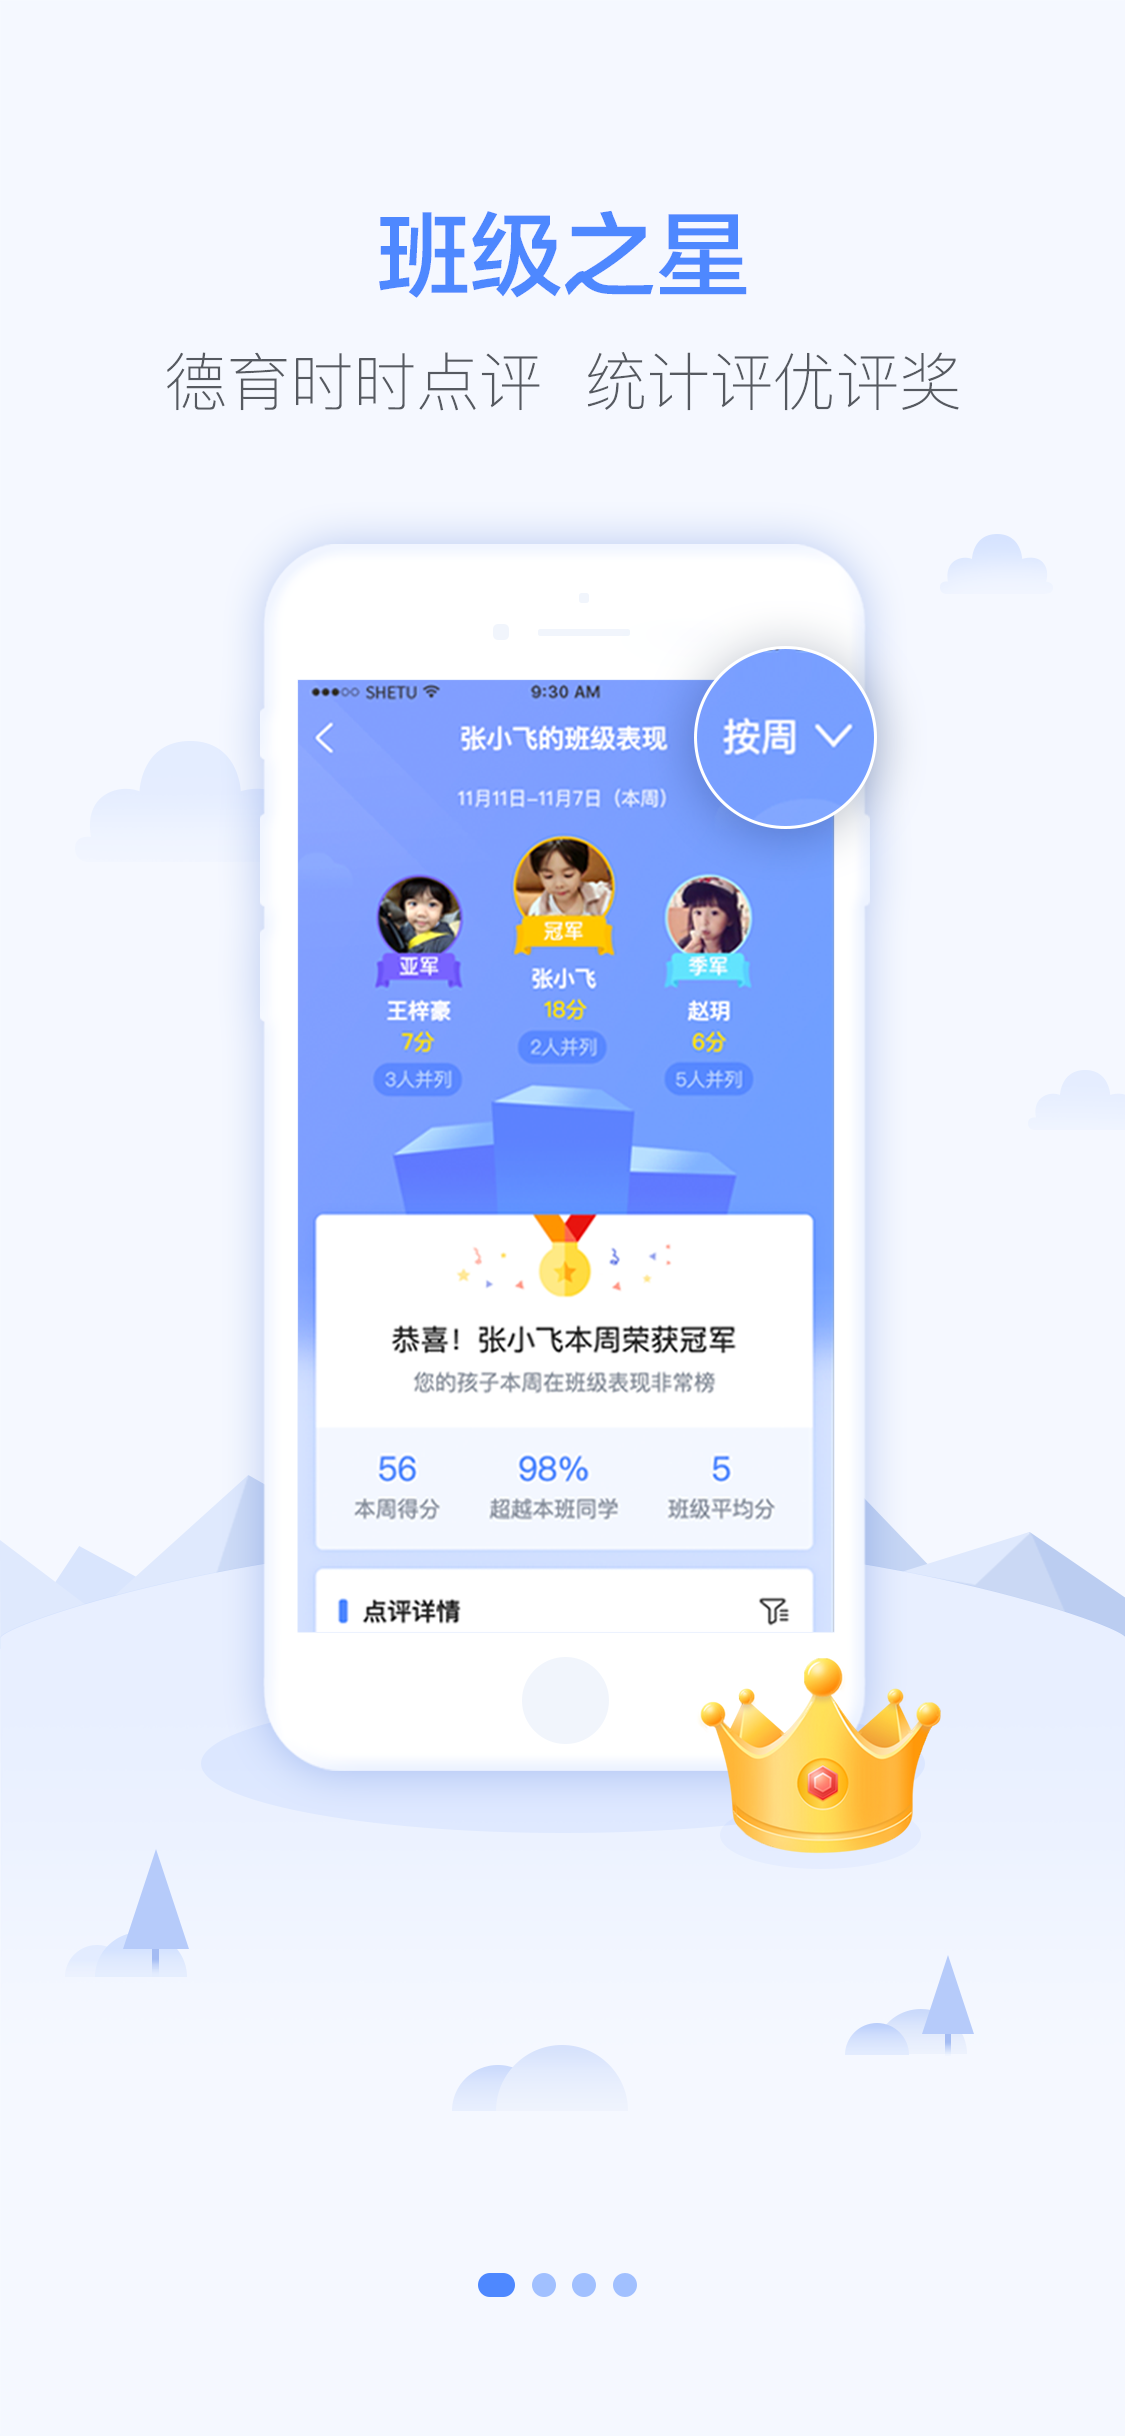 班级之星
德育时时点评 统计评优评奖
SHETU 9:30 AM
张小飞的班级表现
按周
11月11日-11月7日（本周）
冠军
亚军
季军
张小飞
王梓豪
赵玥
18分
7分
6分
2人并列
3人并列
5人并列
恭喜！张小飞本周荣获冠军
您的孩子本周在班级表现非常榜
56 98% 5
本周得分 超越本班同学 班级平均分
点评详情